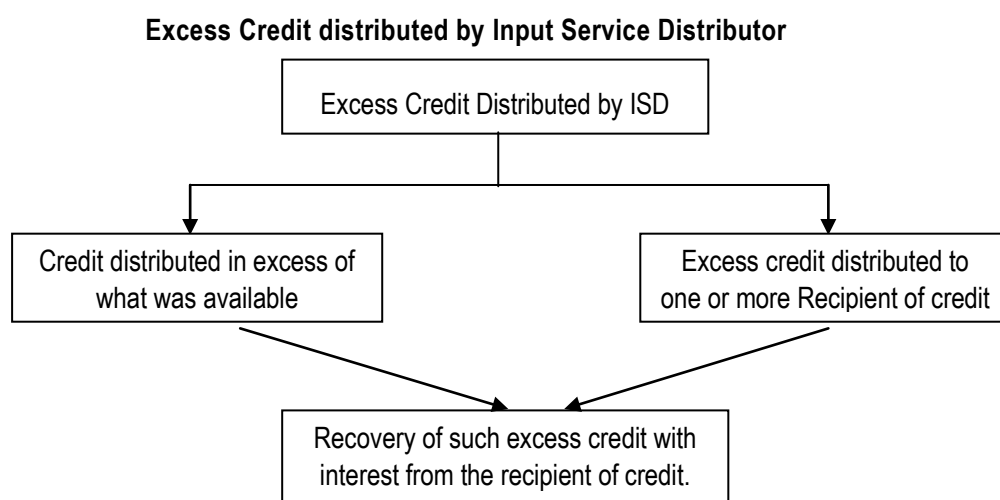 Excess Credit distributed by Input Service Distributor
Excess Credit Distributed by ISD
Credit distributed in excess of
what was available
Excess credit distributed to
one or more Recipient of credit
Recovery of such excess credit with
interest from the recipient of credit.